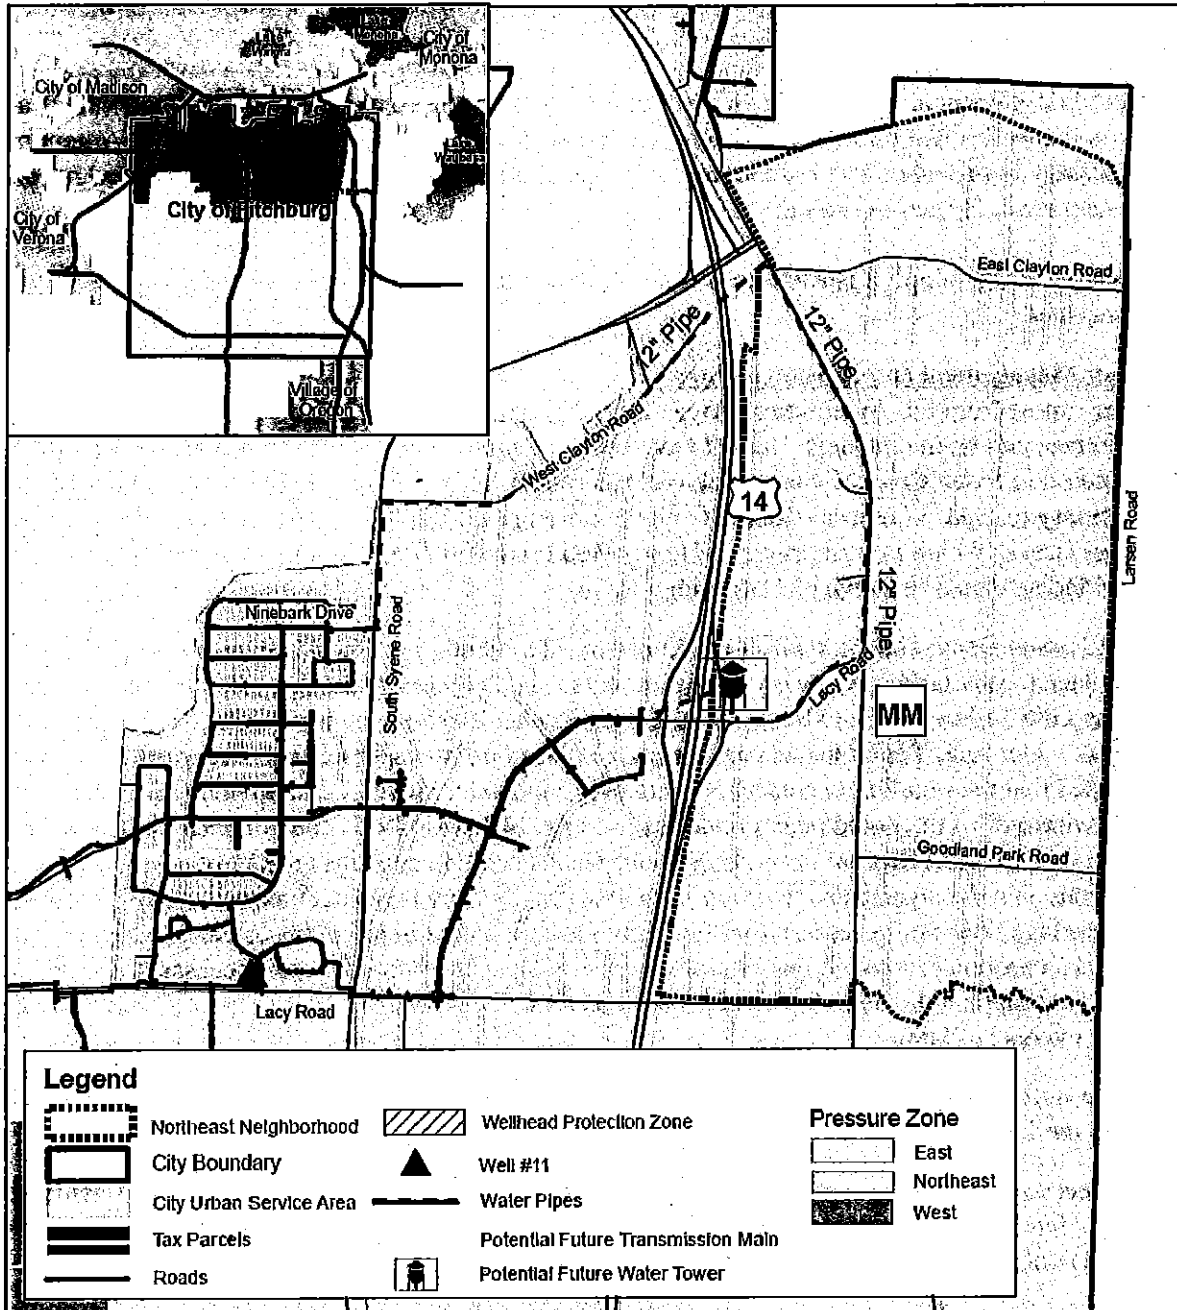 City of
Monona
City of Madison
City of Fitchburg
City of
Verona
Village of
Oregon
East Clayton Road
12" Pipe
12" Pipe
West Clayton Road
14
Larsen Road
12" Pipe
Ninebark Drive
South Syene Road
Lacy Road
MM
Goodland Park Road
Lacy Road
Legend
Northeast Neighborhood
City Boundary
City Urban Service Area
Tax Parcels
Roads
Wellhead Protection Zone
Well #11
Water Pipes
Potential Future Transmission Main
Potential Future Water Tower
Pressure Zone
East
Northeast
West